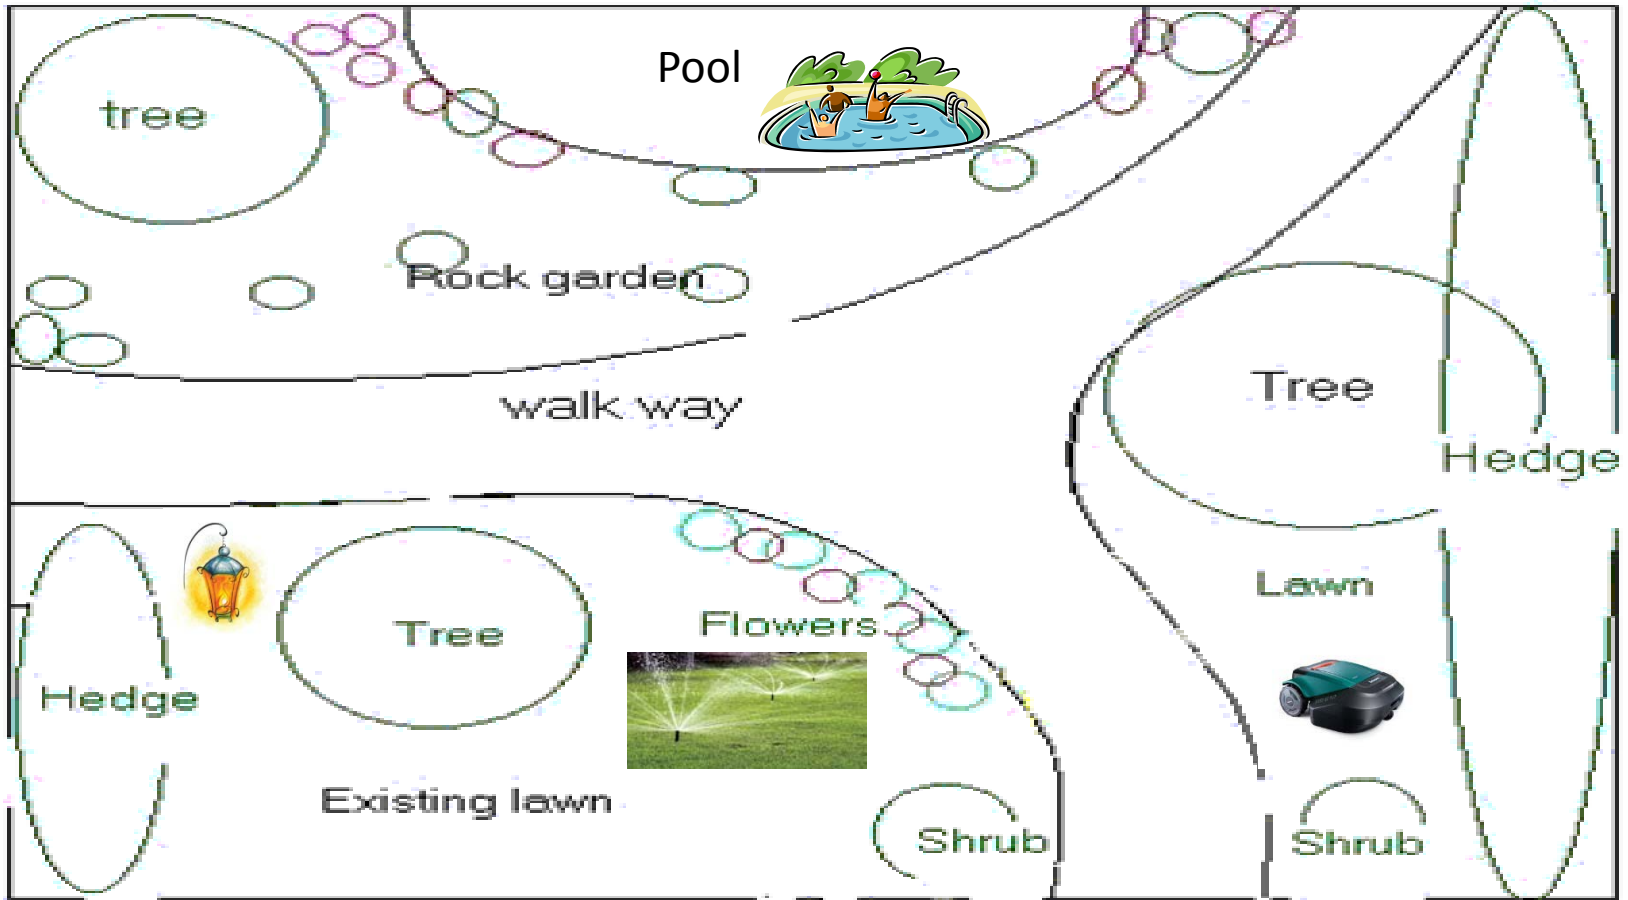 Pool
tree
Rock garden
walk way
Tree
Hedge
Lawn
Flowers
Tree
Hedge
Existing lawn
Shrub
Shrub